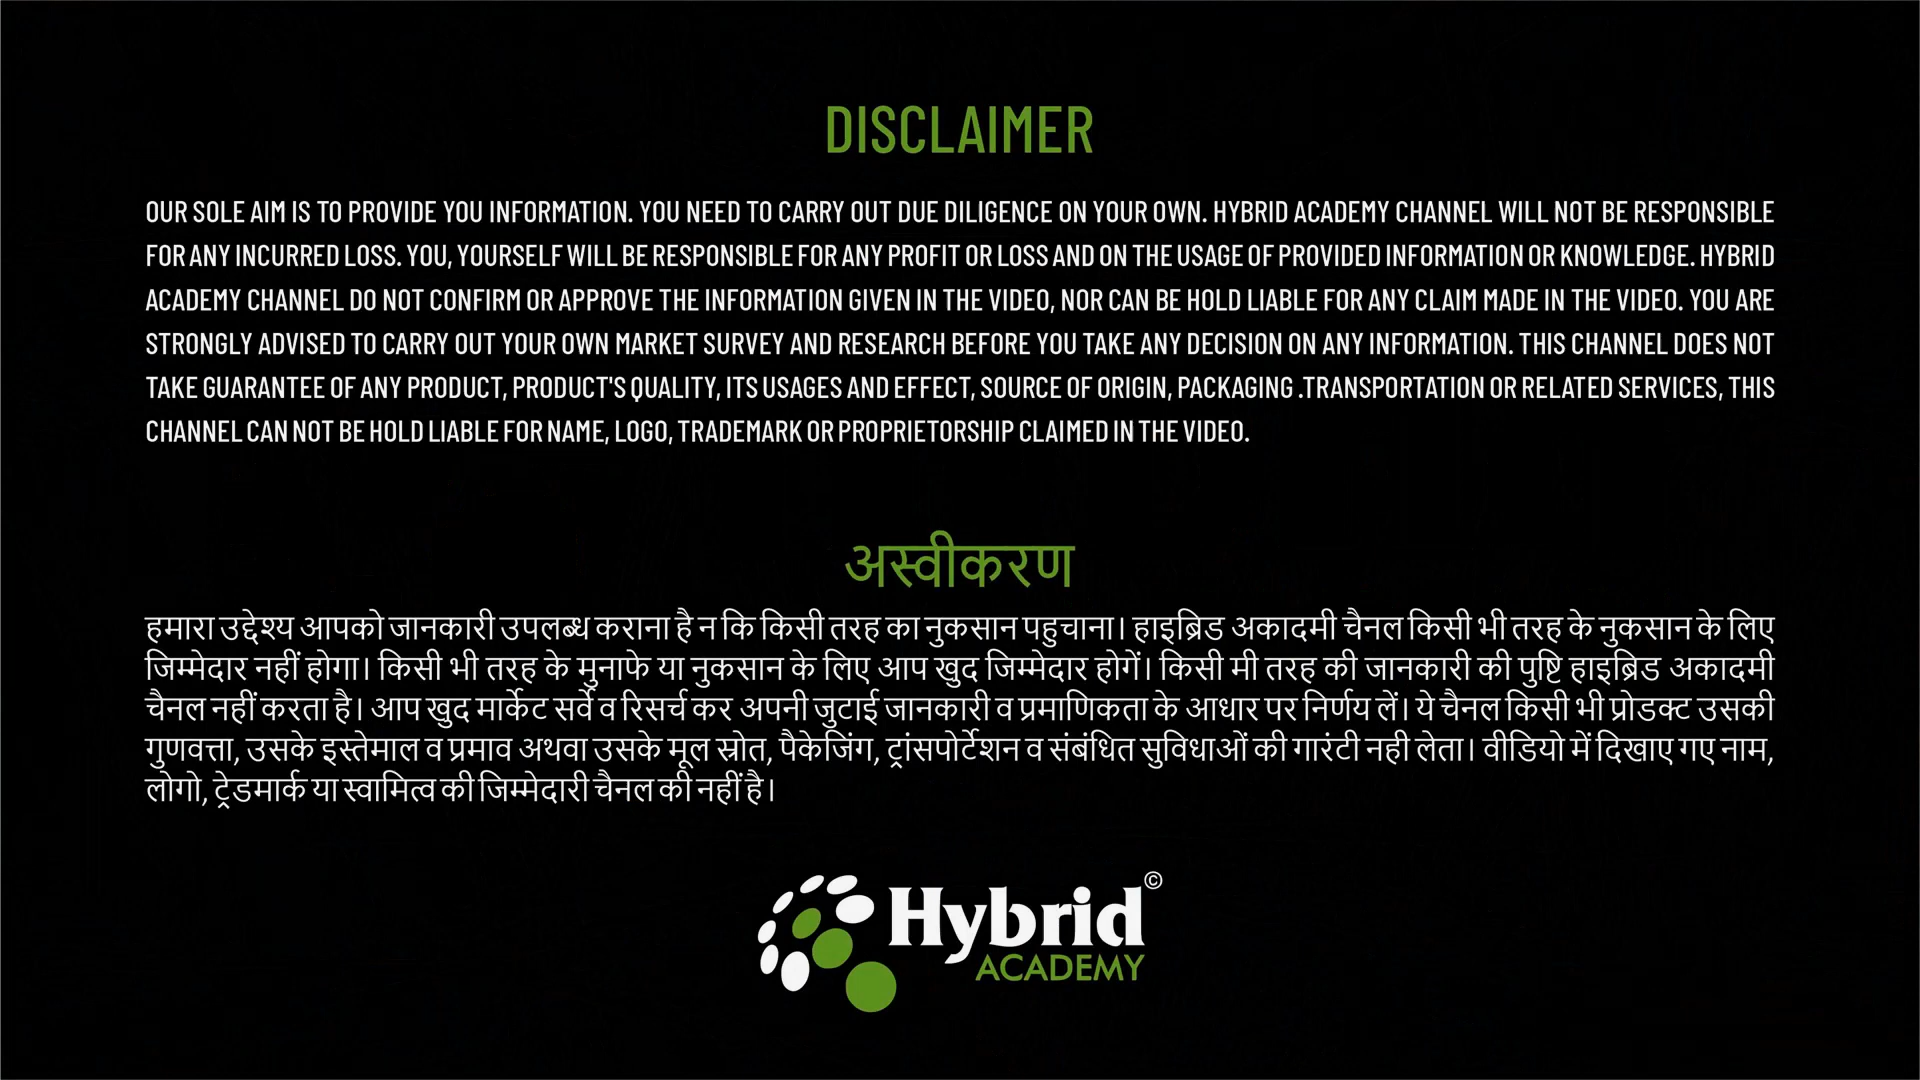 DISCLAIMER
OUR SOLE AIM IS TO PROVIDE YOU INFORMATION. YOU NEED TO CARRY OUT DUE DILIGENCE ON YOUR OWN. HYBRID ACADEMY CHANNEL WILL NOT BE RESPONSIBLE
FOR ANY INCURRED LOSS. YOU, YOURSELF WILL BE RESPONSIBLE FOR ANY PROFIT OR LOSS AND ON THE USAGE OF PROVIDED INFORMATION OR KNOWLEDGE. HYBRID
ACADEMY CHANNEL DO NOT CONFIRM OR APPROVE THE INFORMATION GIVEN IN THE VIDEO, NOR CAN BE HOLD LIABLE FOR ANY CLAIM MADE IN THE VIDEO. YOU ARE
STRONGLY ADVISED TO CARRY OUT YOUR OWN MARKET SURVEY AND RESEARCH BEFORE YOU TAKE ANY DECISION ON ANY INFORMATION. THIS CHANNEL DOES NOT
TAKE GUARANTEE OF ANY PRODUCT, PRODUCT'S QUALITY, ITS USAGES AND EFFECT, SOURCE OF ORIGIN, PACKAGING .TRANSPORTATION OR RELATED SERVICES, THIS
CHANNEL CAN NOT BE HOLD LIABLE FOR NAME, LOGO, TRADEMARK OR PROPRIETORSHIP CLAIMED IN THE VIDEO.
अस्वीकरण
हमारा उद्देश्य आपको जानकारी उपलब्ध कराना है न कि किसी तरह का नुकसान पहुचाना। हाइब्रिड अकादमी चैनल किसी भी तरह के नुकसान के लिए
जिम्मेदार नहीं होगा। किसी भी तरह के मुनाफे या नुकसान के लिए आप खुद जिम्मेदार होगें। किसी मी तरह की जानकारी की पुष्टि हाइब्रिड अकादमी
चैनल नहीं करता है। आप खुद मार्केट सर्वे व रिसर्च कर अपनी जुटाई जानकारी व प्रमाणिकता के आधार पर निर्णय लें। ये चैनल किसी भी प्रोडक्ट उसकी
गुणवत्ता, उसके इस्तेमाल व प्रमाव अथवा उसके मूल स्रोत, पैकेजिंग, ट्रांसपोर्टेशन व संबंधित सुविधाओं की गारंटी नही लेता। वीडियो में दिखाए गए नाम,
लोगो, ट्रेडमार्क या स्वामित्व की जिम्मेदारी चैनल की नहीं है।
Hybrid©
ACADEMY